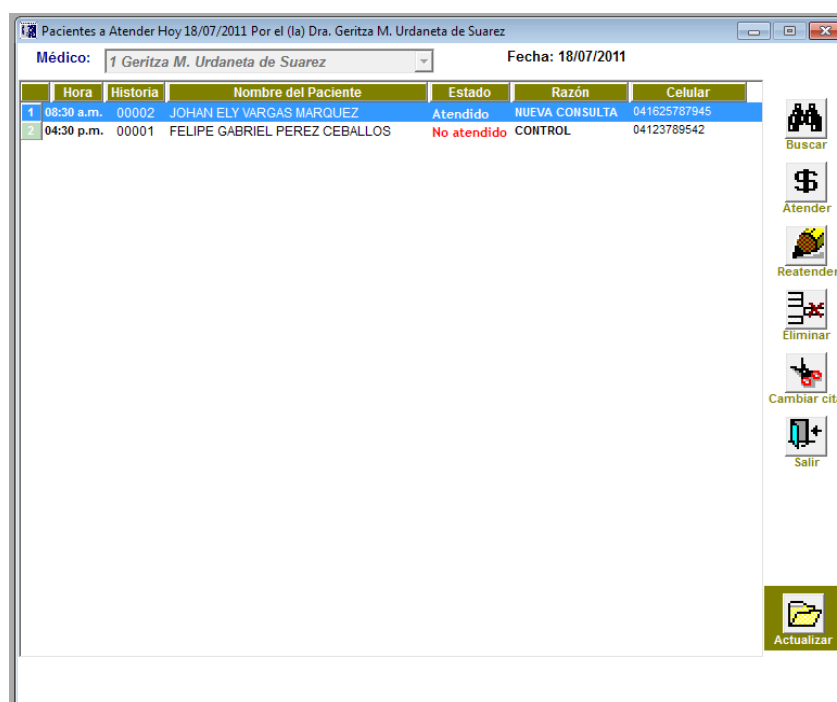 Pacientes a Atender Hoy 18/07/2011 Por el (la) Dra. Geritza M. Urdaneta de Suarez
Médico: 1 Geritza M. Urdaneta de Suarez Fecha: 18/07/2011
Hora Historia Nombre del Paciente Estado Razón Celular
1 08:30 a.m. 00002 JOHAN ELY VARGAS MARQUEZ Atendido NUEVA CONSULTA 041625787945
2 04:30 p.m. 00001 FELIPE GABRIEL PEREZ CEBALLOS No atendido CONTROL 04123789542
Buscar
Atender
Reatender
Eliminar
Cambiar cita
Salir
Actualizar